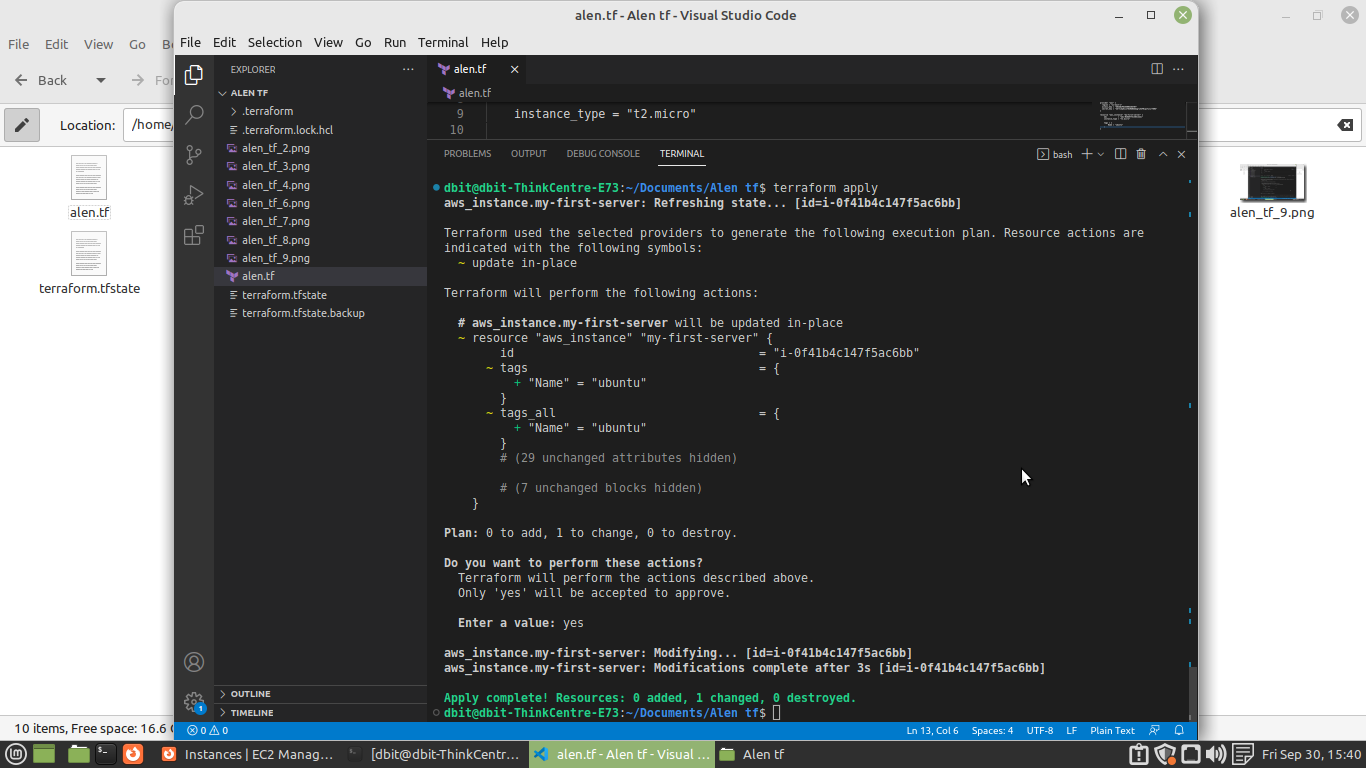 alen.tf - Alen tf - Visual Studio Code
File Edit View Go
Back
Location: /home/
alen.tf
terraform.tfstate
10 items, Free space: 16.6
File Edit Selection View Go Run Terminal Help
EXPLORER
ALEN TF
.terraform
.terraform.lock.hcl
alen_tf_2.png
alen_tf_3.png
alen_tf_4.png
alen_tf_6.png
alen_tf_7.png
alen_tf_8.png
alen_tf_9.png
alen.tf
terraform.tfstate
terraform.tfstate.backup
OUTLINE
TIMELINE
1
alen.tf
alen.tf
9 instance_type = "t2.micro"
10
PROBLEMS OUTPUT DEBUG CONSOLE TERMINAL
bash
dbit@dbit-ThinkCentre-E73:~/Documents/Alen tf$ terraform apply
aws_instance.my-first-server: Refreshing state... [id=i-0f41b4c147f5ac6bb]
Terraform used the selected providers to generate the following execution plan. Resource actions are
indicated with the following symbols:
~ update in-place
Terraform will perform the following actions:
# aws_instance.my-first-server will be updated in-place
~ resource "aws_instance" "my-first-server" {
id = "i-0f41b4c147f5ac6bb"
~ tags = {
+ "Name" = "ubuntu"
}
~ tags_all = {
+ "Name" = "ubuntu"
}
# (29 unchanged attributes hidden)
# (7 unchanged blocks hidden)
}
Plan: 0 to add, 1 to change, 0 to destroy.
Do you want to perform these actions?
Terraform will perform the actions described above.
Only 'yes' will be accepted to approve.
Enter a value: yes
aws_instance.my-first-server: Modifying... [id=i-0f41b4c147f5ac6bb]
aws_instance.my-first-server: Modifications complete after 3s [id=i-0f41b4c147f5ac6bb]
Apply complete! Resources: 0 added, 1 changed, 0 destroyed.
dbit@dbit-ThinkCentre-E73:~/Documents/Alen tf$
0 0
Ln 13, Col 6 Spaces: 4 UTF-8 LF Plain Text
alen_tf_9.png
Instances | EC2 Manag...
[dbit@dbit-ThinkCentr...
alen.tf - Alen tf - Visual ...
Alen tf
Fri Sep 30, 15:40